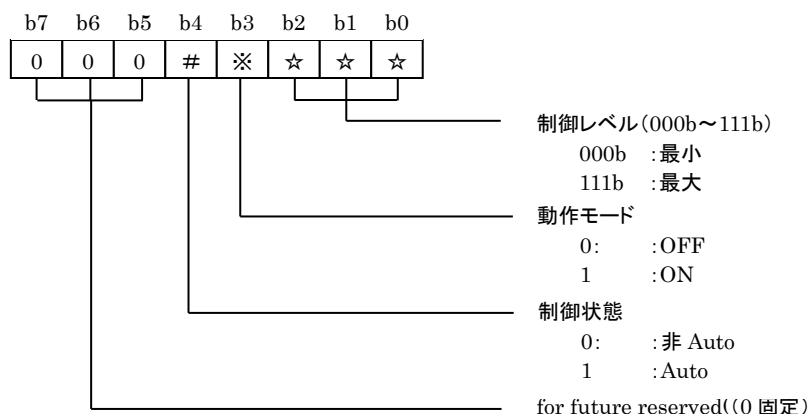 b7 b6 b5 b4 b3 b2 b1 b0
0 0 0 # ※ ☆ ☆ ☆
制御レベル(000b～111b)
000b :最小
111b :最大
動作モード
0: :OFF
1 :ON
制御状態
0: :非 Auto
1 :Auto
for future reserved((0 固定)